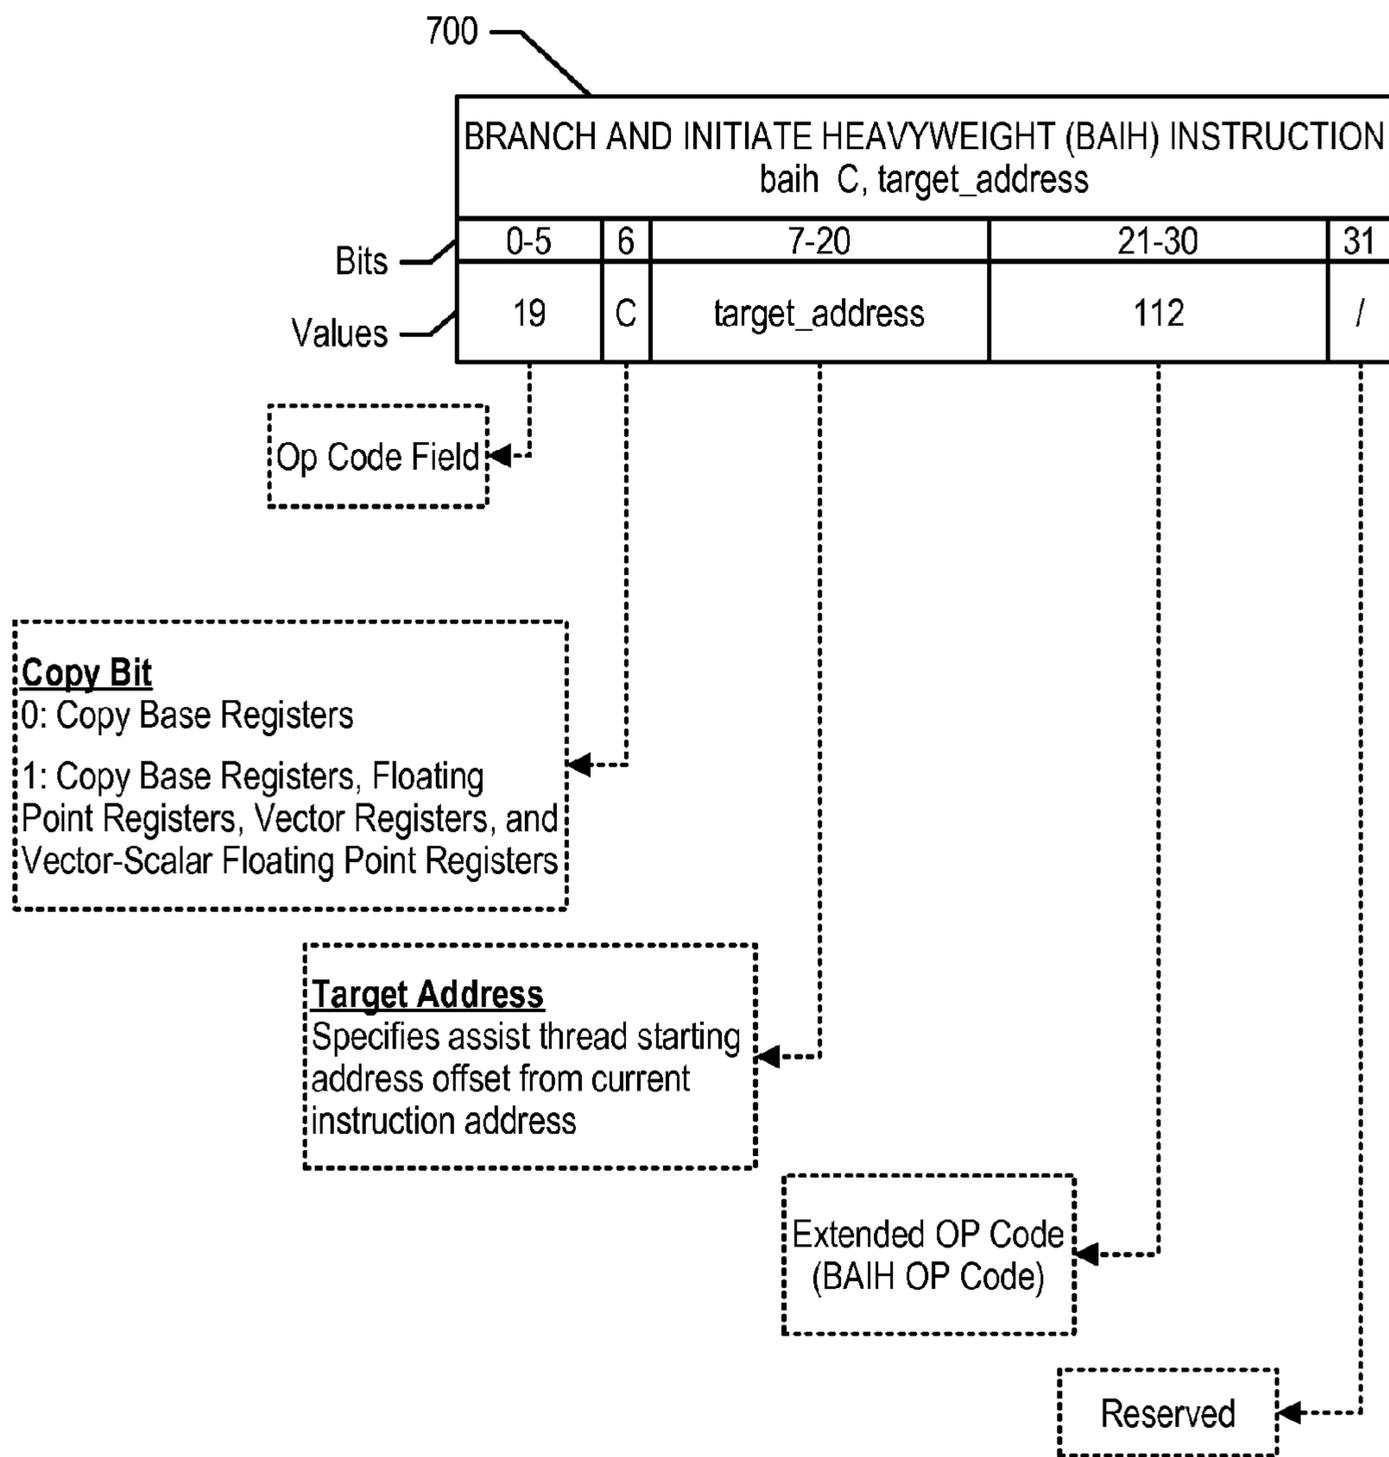 700
BRANCH AND INITIATE HEAVYWEIGHT (BAIH) INSTRUCTION
baih C, target_address
Bits
0-5 6 7-20 21-30 31
Values
19 C target_address 112 /
Op Code Field
Copy Bit
0: Copy Base Registers
1: Copy Base Registers, Floating
Point Registers, Vector Registers, and
Vector-Scalar Floating Point Registers
Target Address
Specifies assist thread starting
address offset from current
instruction address
Extended OP Code
(BAIH OP Code)
Reserved